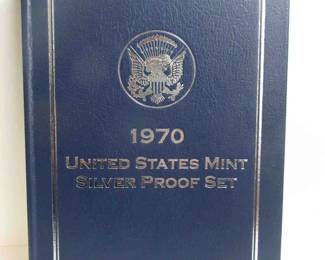 1970
UNITED STATES MINT
SILVER PROOF SET